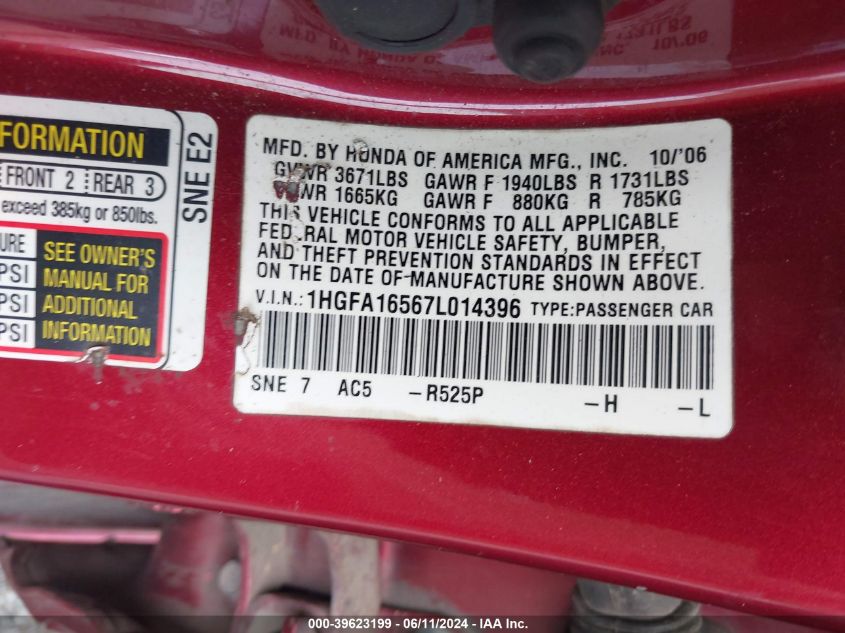 FORMATION
FRONT 2 REAR 3
exceed 385kg or 850lbs.
URE
PSI
PSI
PSI
SEE OWNER'S
MANUAL FOR
ADDITIONAL
INFORMATION
SNE E2
MFD. BY HONDA OF AMERICA MFG., INC. 10/'06
GVWR 3671LBS GAWR F 1940LBS R 1731LBS
GVWR 1665KG GAWR F 880KG R 785KG
THIS VEHICLE CONFORMS TO ALL APPLICABLE
FEDERAL MOTOR VEHICLE SAFETY, BUMPER,
AND THEFT PREVENTION STANDARDS IN EFFECT
ON THE DATE OF MANUFACTURE SHOWN ABOVE.
V.I.N.: 1HGFA16567L014396 TYPE:PASSENGER CAR
SNE 7 AC5 -R525P -H -L
000-39623199 - 06/11/2024 - IAA Inc.